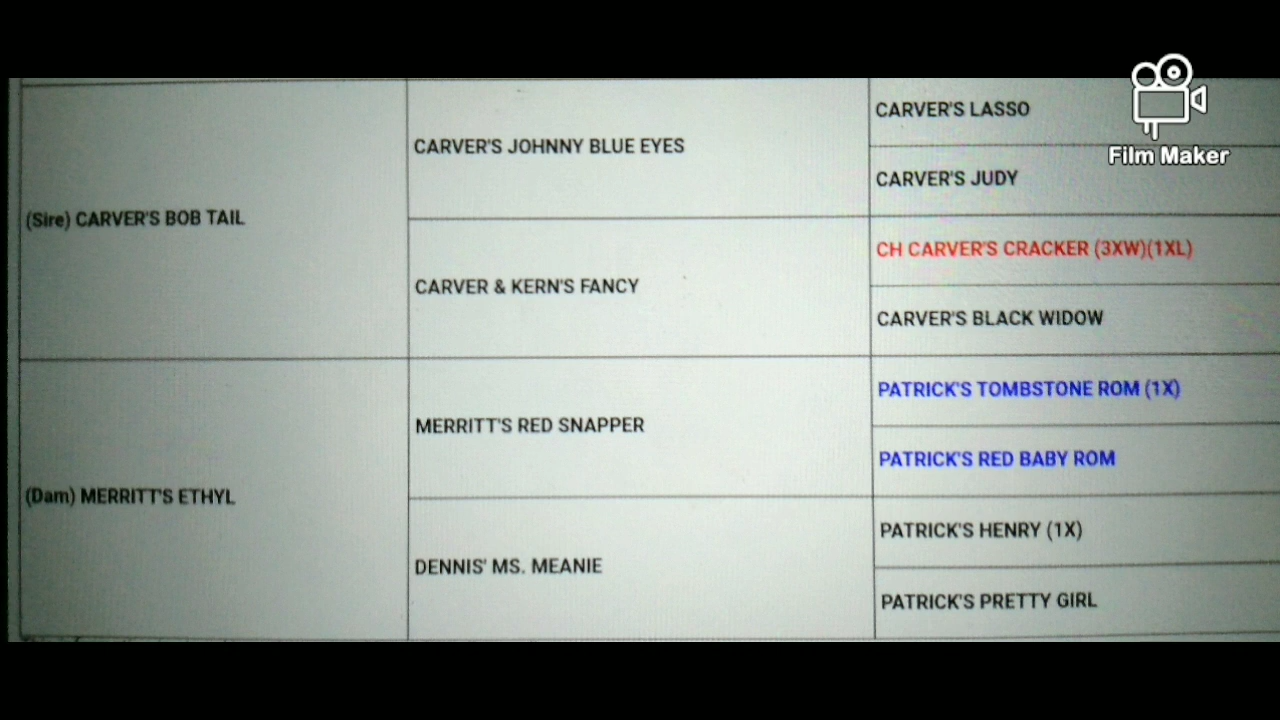 CARVER'S LASSO
CARVER'S JOHNNY BLUE EYES
CARVER'S JUDY
(Sire) CARVER'S BOB TAIL
CH CARVER'S CRACKER (3XW)(1XL)
CARVER & KERN'S FANCY
CARVER'S BLACK WIDOW
PATRICK'S TOMBSTONE ROM (1X)
MERRITT'S RED SNAPPER
PATRICK'S RED BABY ROM
(Dam) MERRITT'S ETHYL
PATRICK'S HENRY (1X)
DENNIS' MS. MEANIE
PATRICK'S PRETTY GIRL
Film Maker